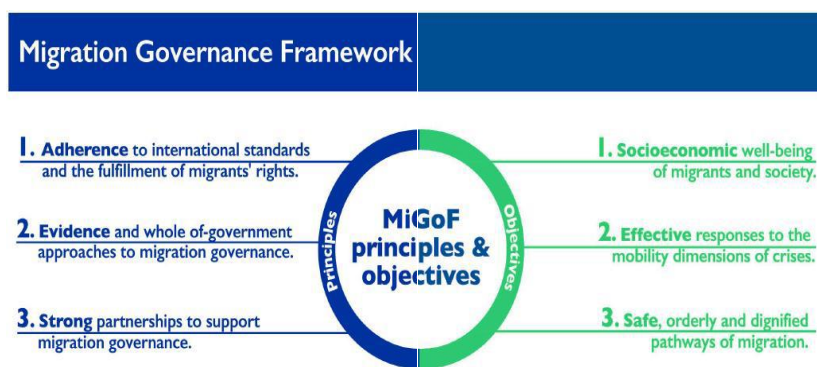 Migration Governance Framework
1. Adherence to international standards
and the fulfillment of migrants' rights.
2. Evidence and whole of-government
approaches to migration governance.
3. Strong partnerships to support
migration governance.
Principles
MiGoF
principles &
objectives
Objectives
1. Socioeconomic well-being
of migrants and society.
2. Effective responses to the
mobility dimensions of crises.
3. Safe, orderly and dignified
pathways of migration.